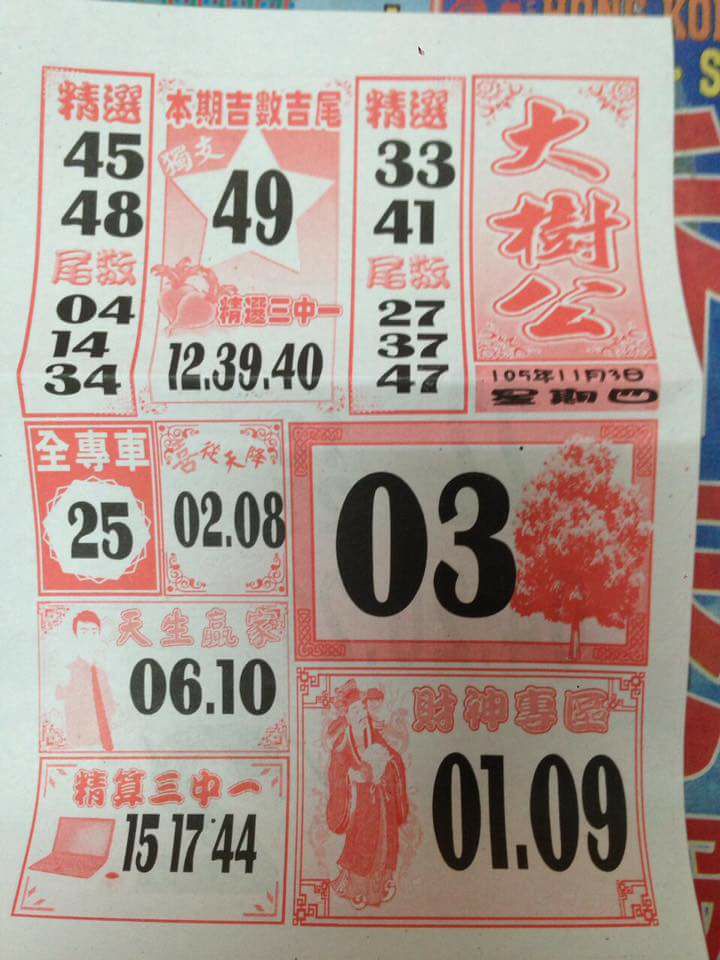 HONG KO
S
精選
45
48
尾数
04
14
34
本期吉數吉尾
獨支
49
精選三中一
12.39.40
精選
33
41
尾数
27
37
47
大樹公
105年11月3日
星期四
全專車
25
喜從天降
02.08
03
天生贏家
06.10
財神專區
01.09
精算三中一
15 17 44